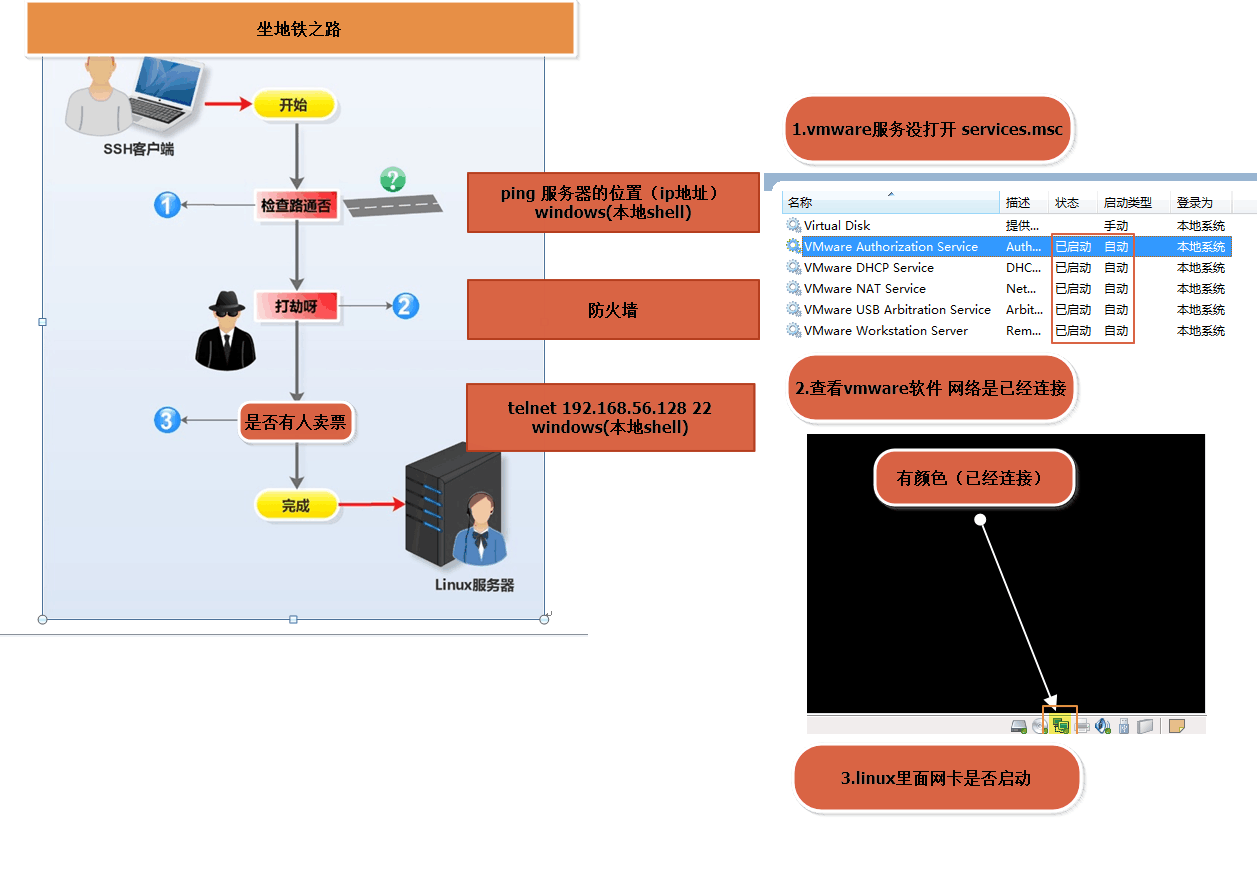 坐地铁之路
SSH客户端
开始
1
检查路通否
?
ping 服务器的位置（ip地址）
windows(本地shell)
打劫呀
2
防火墙
3
是否有人卖票
telnet 192.168.56.128 22
windows(本地shell)
完成
Linux服务器
1.vmware服务没打开 services.msc
名称 描述 状态 启动类型 登录为
Virtual Disk 提供... 手动 本地系统
VMware Authorization Service Auth... 已启动 自动 本地系统
VMware DHCP Service DHC... 已启动 自动 本地系统
VMware NAT Service Net... 已启动 自动 本地系统
VMware USB Arbitration Service Arbit... 已启动 自动 本地系统
VMware Workstation Server Rem... 已启动 自动 本地系统
2.查看vmware软件 网络是已经连接
有颜色（已经连接）
3.linux里面网卡是否启动